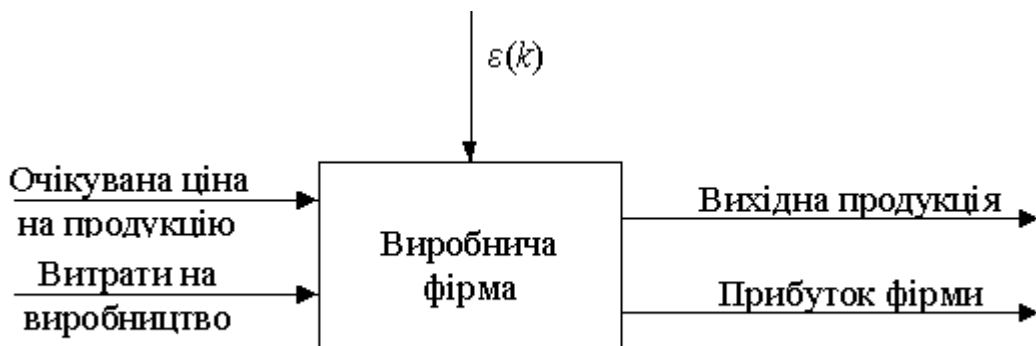 ε(k)
Очікувана ціна
на продукцію
Витрати на
виробництво
Виробнича
фірма
Вихідна продукція
Прибуток фірми